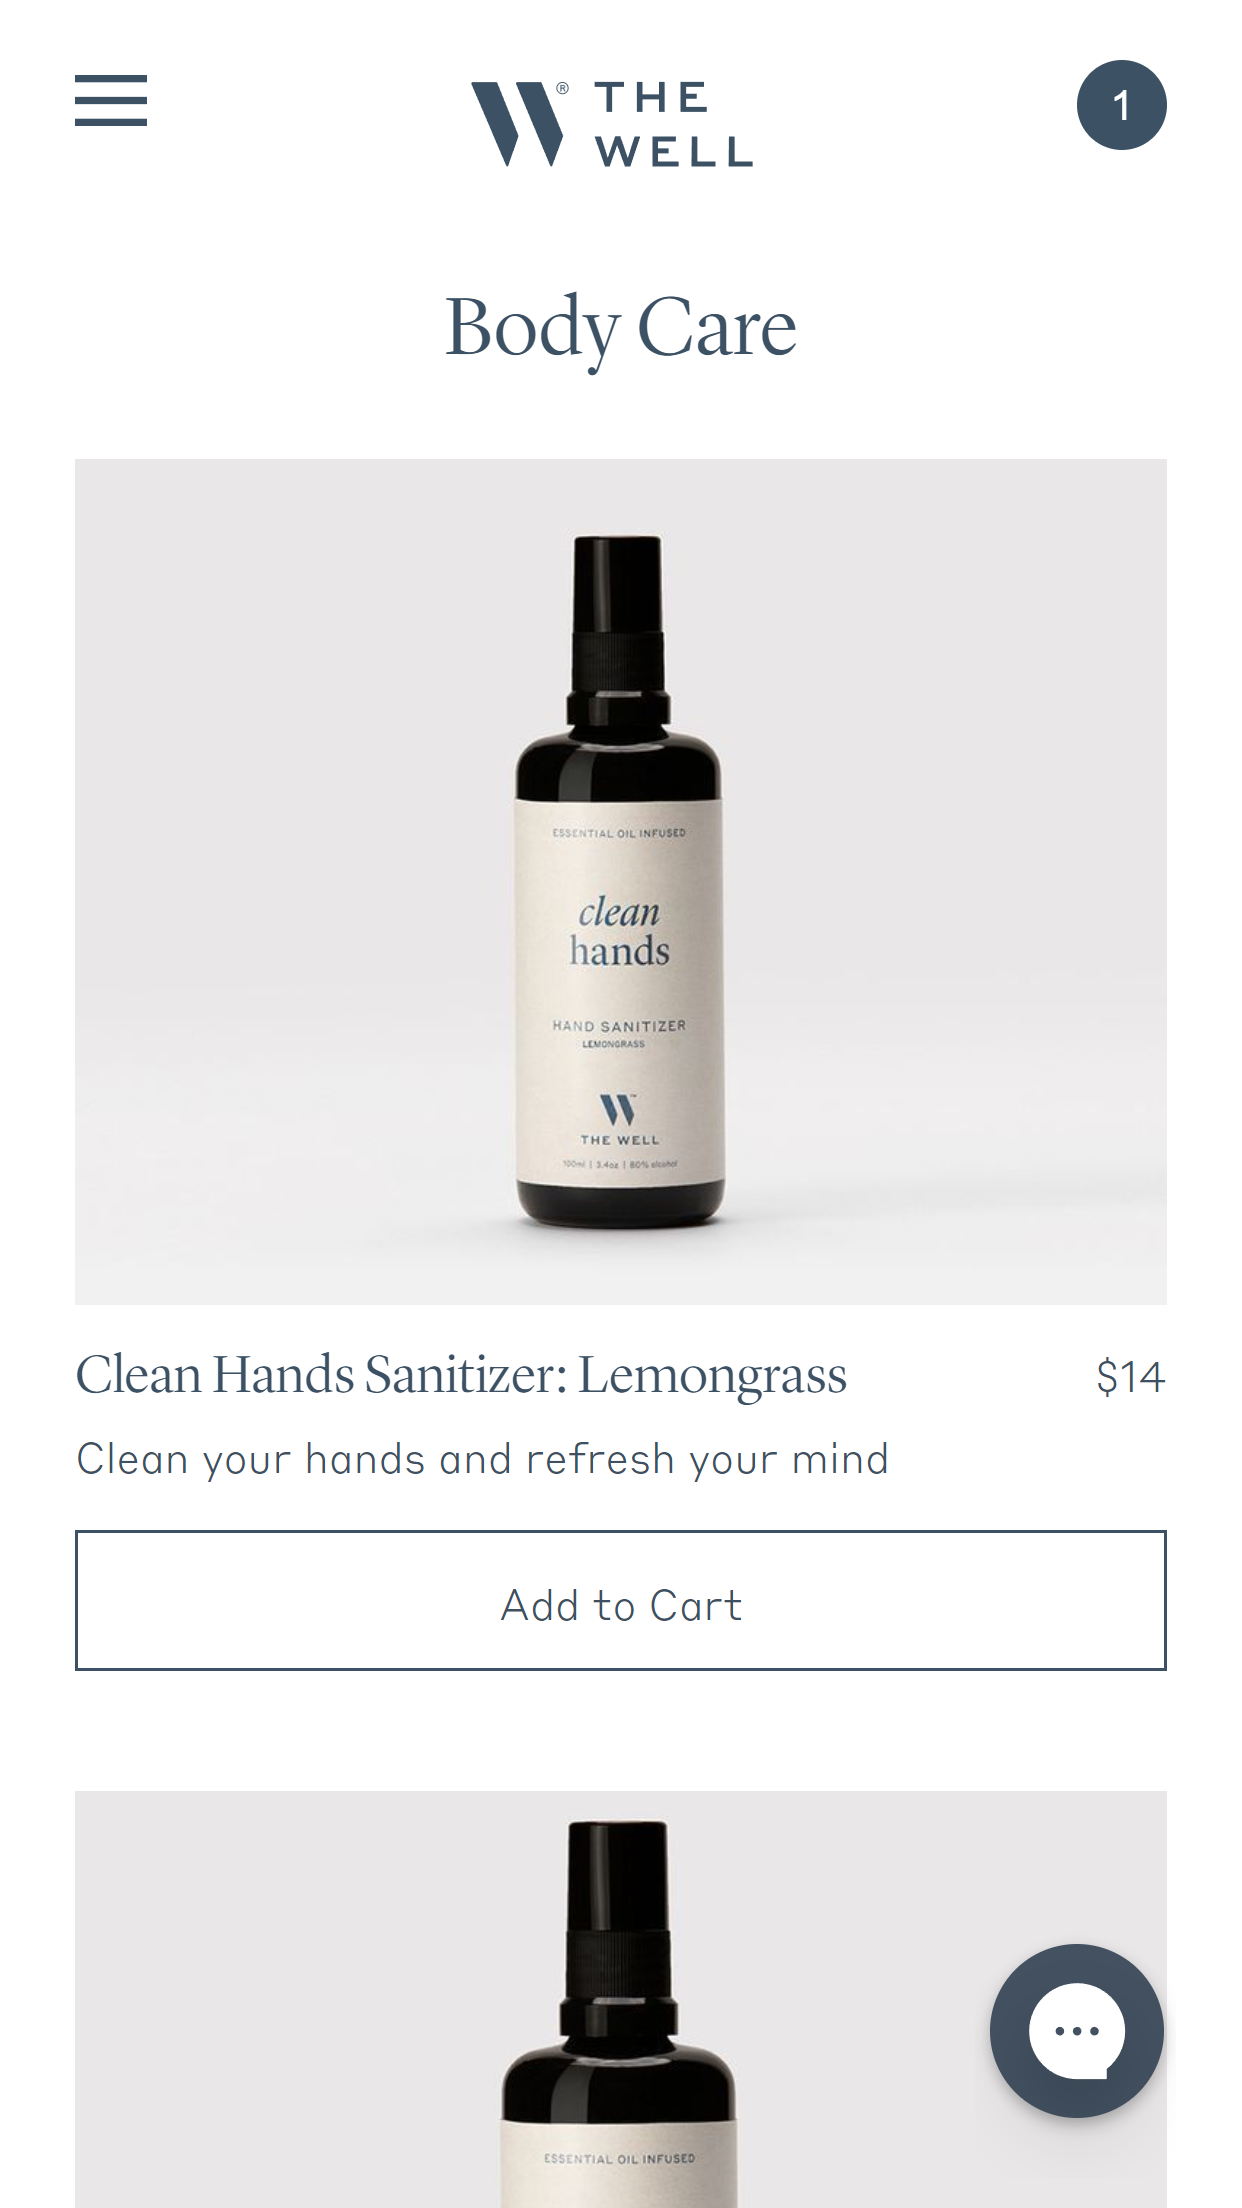 THE
WELL
®
1
Body Care
ESSENTIAL OIL INFUSED
clean
hands
HAND SANITIZER
LEMONGRASS
W™
THE WELL
100ml | 3.4oz | 80% alcohol
Clean Hands Sanitizer: Lemongrass
$14
Clean your hands and refresh your mind
Add to Cart
ESSENTIAL OIL INFUSED